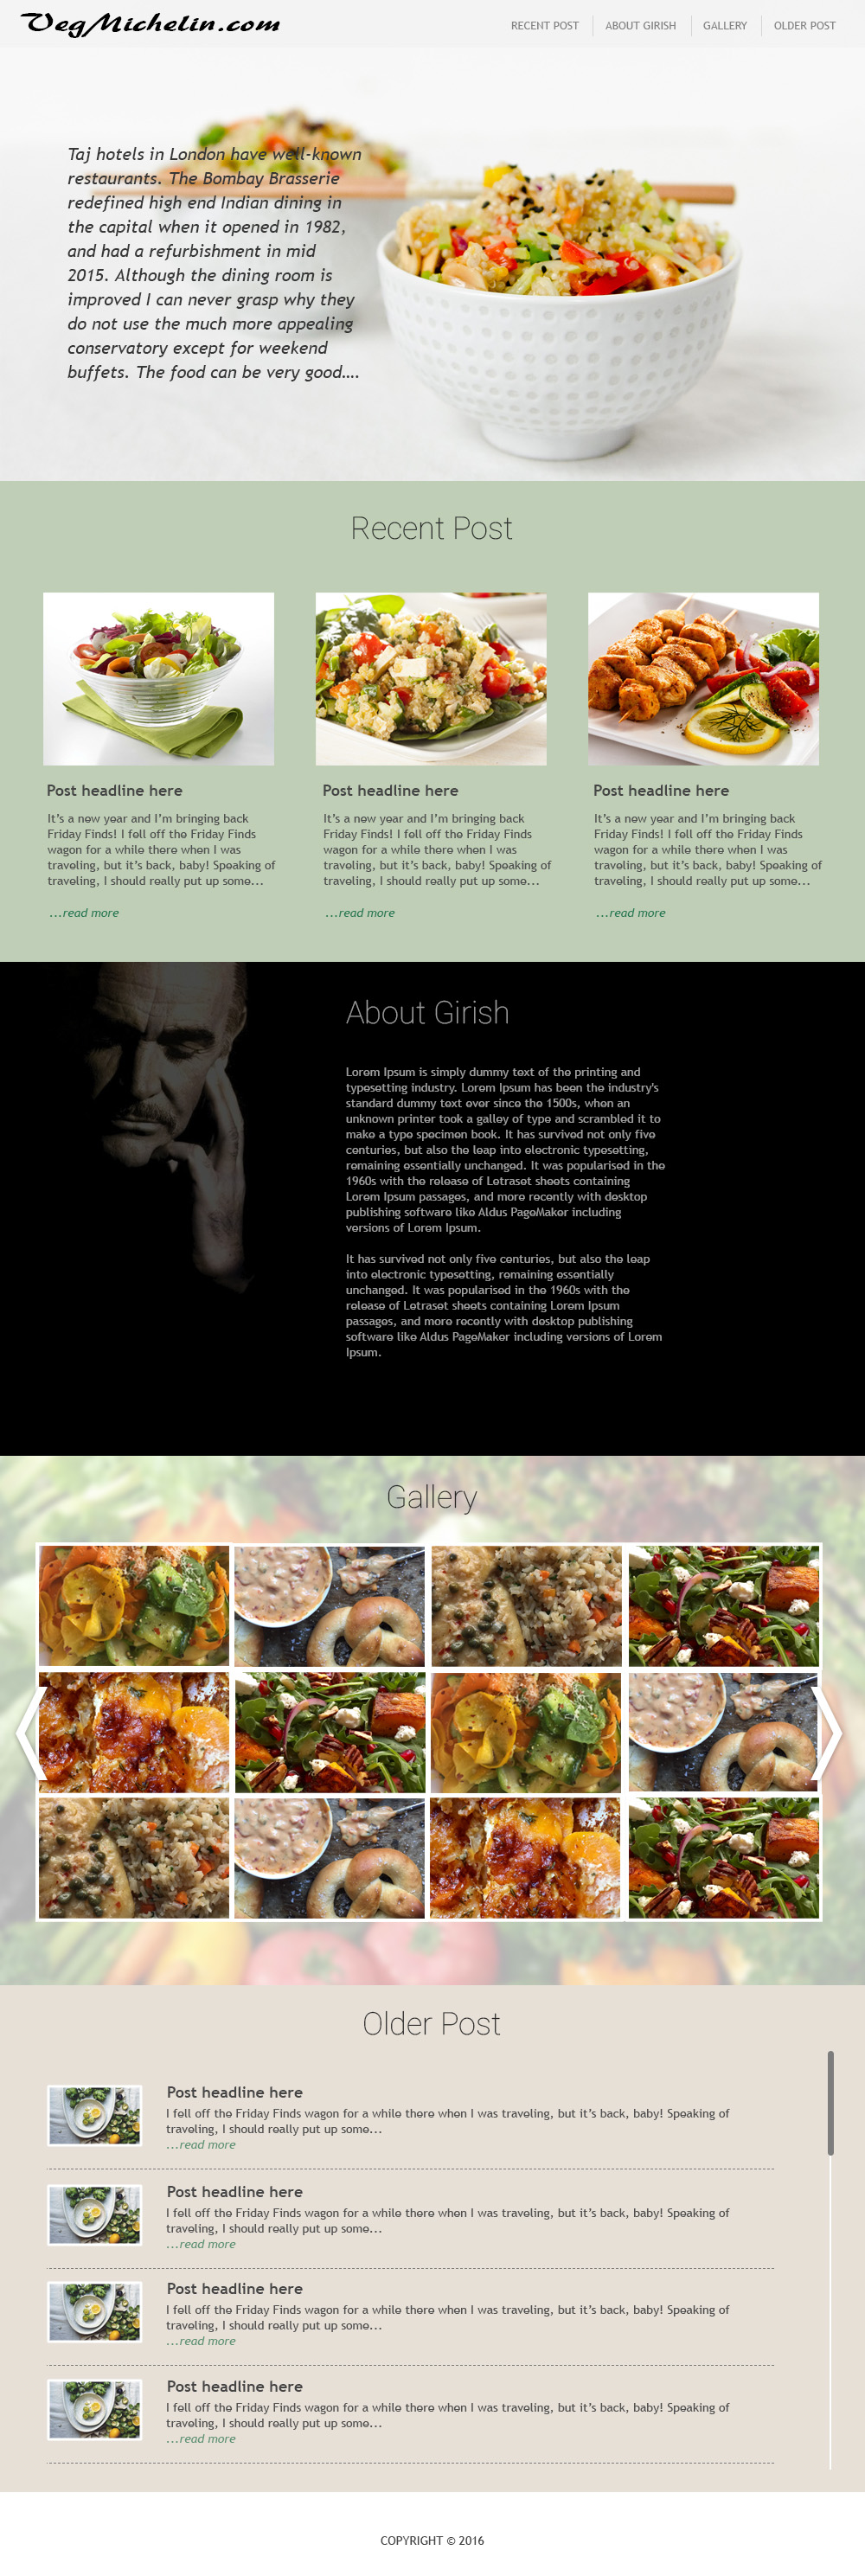 VegMichelin.com
RECENT POST
ABOUT GIRISH
GALLERY
OLDER POST
Taj hotels in London have well-known
restaurants. The Bombay Brasserie
redefined high end Indian dining in
the capital when it opened in 1982,
and had a refurbishment in mid
2015. Although the dining room is
improved I can never grasp why they
do not use the much more appealing
conservatory except for weekend
buffets. The food can be very good....
Recent Post
Post headline here
It's a new year and I'm bringing back
Friday Finds! I fell off the Friday Finds
wagon for a while there when I was
traveling, but it's back, baby! Speaking of
traveling, I should really put up some...
...read more
Post headline here
It's a new year and I'm bringing back
Friday Finds! I fell off the Friday Finds
wagon for a while there when I was
traveling, but it's back, baby! Speaking of
traveling, I should really put up some...
...read more
Post headline here
It's a new year and I'm bringing back
Friday Finds! I fell off the Friday Finds
wagon for a while there when I was
traveling, but it's back, baby! Speaking of
traveling, I should really put up some...
...read more
About Girish
Lorem Ipsum is simply dummy text of the printing and
typesetting industry. Lorem Ipsum has been the industry's
standard dummy text ever since the 1500s, when an
unknown printer took a galley of type and scrambled it to
make a type specimen book. It has survived not only five
centuries, but also the leap into electronic typesetting,
remaining essentially unchanged. It was popularised in the
1960s with the release of Letraset sheets containing
Lorem Ipsum passages, and more recently with desktop
publishing software like Aldus PageMaker including
versions of Lorem Ipsum.
It has survived not only five centuries, but also the leap
into electronic typesetting, remaining essentially
unchanged. It was popularised in the 1960s with the
release of Letraset sheets containing Lorem Ipsum
passages, and more recently with desktop publishing
software like Aldus PageMaker including versions of Lorem
Ipsum.
Gallery
Older Post
Post headline here
I fell off the Friday Finds wagon for a while there when I was traveling, but it's back, baby! Speaking of
traveling, I should really put up some...
...read more
Post headline here
I fell off the Friday Finds wagon for a while there when I was traveling, but it's back, baby! Speaking of
traveling, I should really put up some...
...read more
Post headline here
I fell off the Friday Finds wagon for a while there when I was traveling, but it's back, baby! Speaking of
traveling, I should really put up some...
...read more
Post headline here
I fell off the Friday Finds wagon for a while there when I was traveling, but it's back, baby! Speaking of
traveling, I should really put up some...
...read more
COPYRIGHT © 2016